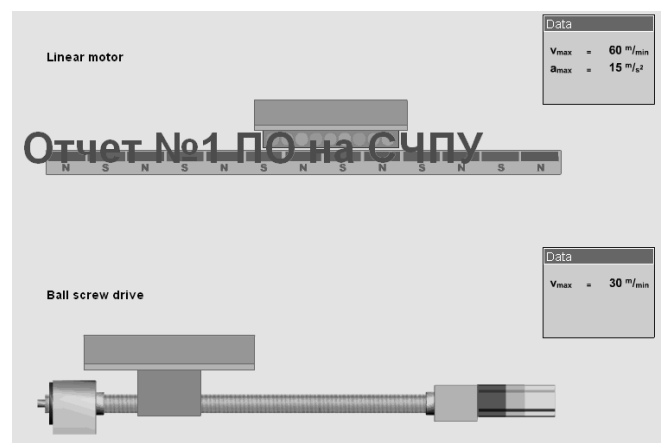 Data
Linear motor
vmax = 60 m/min
amax = 15 m/s²
Отчет №1 ПО на СЧПУ
N S N S N S N S N S N S N
Data
vmax = 30 m/min
Ball screw drive